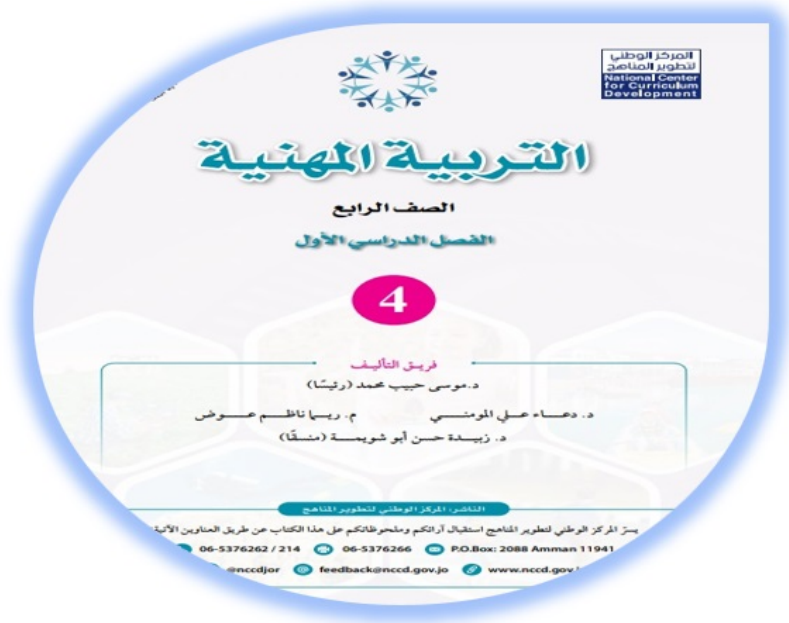 المركز الوطني
لتطوير المناهج
National Center
for Curriculum
Development
التربية المهنية
الصف الرابع
الفصل الدراسي الأول
4
فريق التأليف
د.موسى حبيب محمد (رئيسًا)
د. دعاء علي المومني م. ريما ناظم عوض
د. زبيدة حسن أبو شويمة (منسقًا)
الناشر: المركز الوطني لتطوير المناهج
يسرّ المركز الوطني لتطوير المناهج استقبال آرائكم وملحوظاتكم على هذا الكتاب عن طريق العناوين الآتية
06-5376262 / 214 06-5376266 P.O.Box: 2088 Amman 11941
@nccdjor feedback@nccd.gov.jo www.nccd.gov.